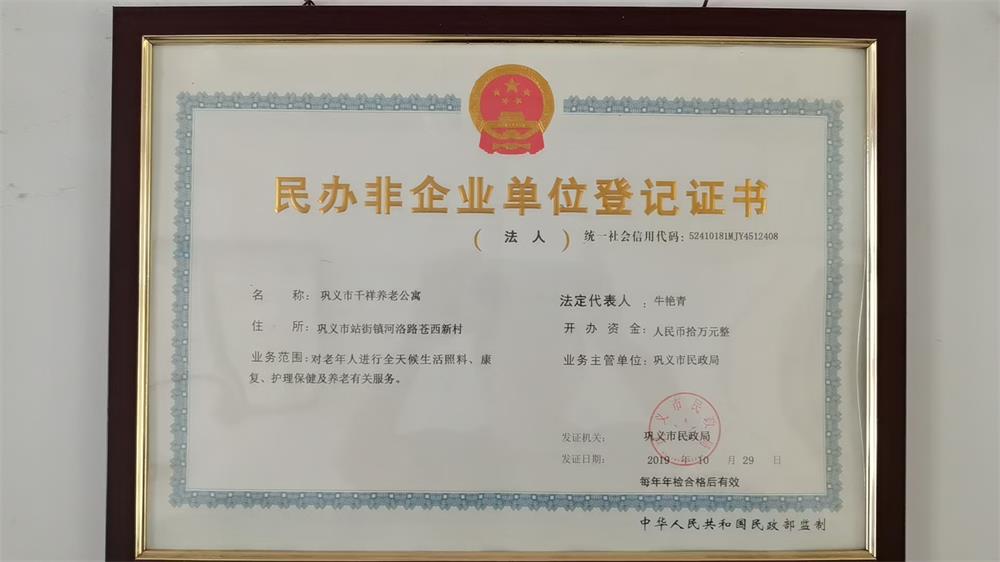 民办非企业单位登记证书
( 法人 ) 统一社会信用代码: 52410181MJY4512408
名称: 巩义市千祥养老公寓
住所: 巩义市站街镇河洛路苍西新村
业务范围: 对老年人进行全天候生活照料、康
复、护理保健及养老有关服务。
法定代表人: 牛艳青
开办资金: 人民币拾万元整
业务主管单位: 巩义市民政局
发证机关: 巩义市民政局
发证日期: 2019 年 10 月 29 日
每年年检合格后有效
中华人民共和国民政部监制